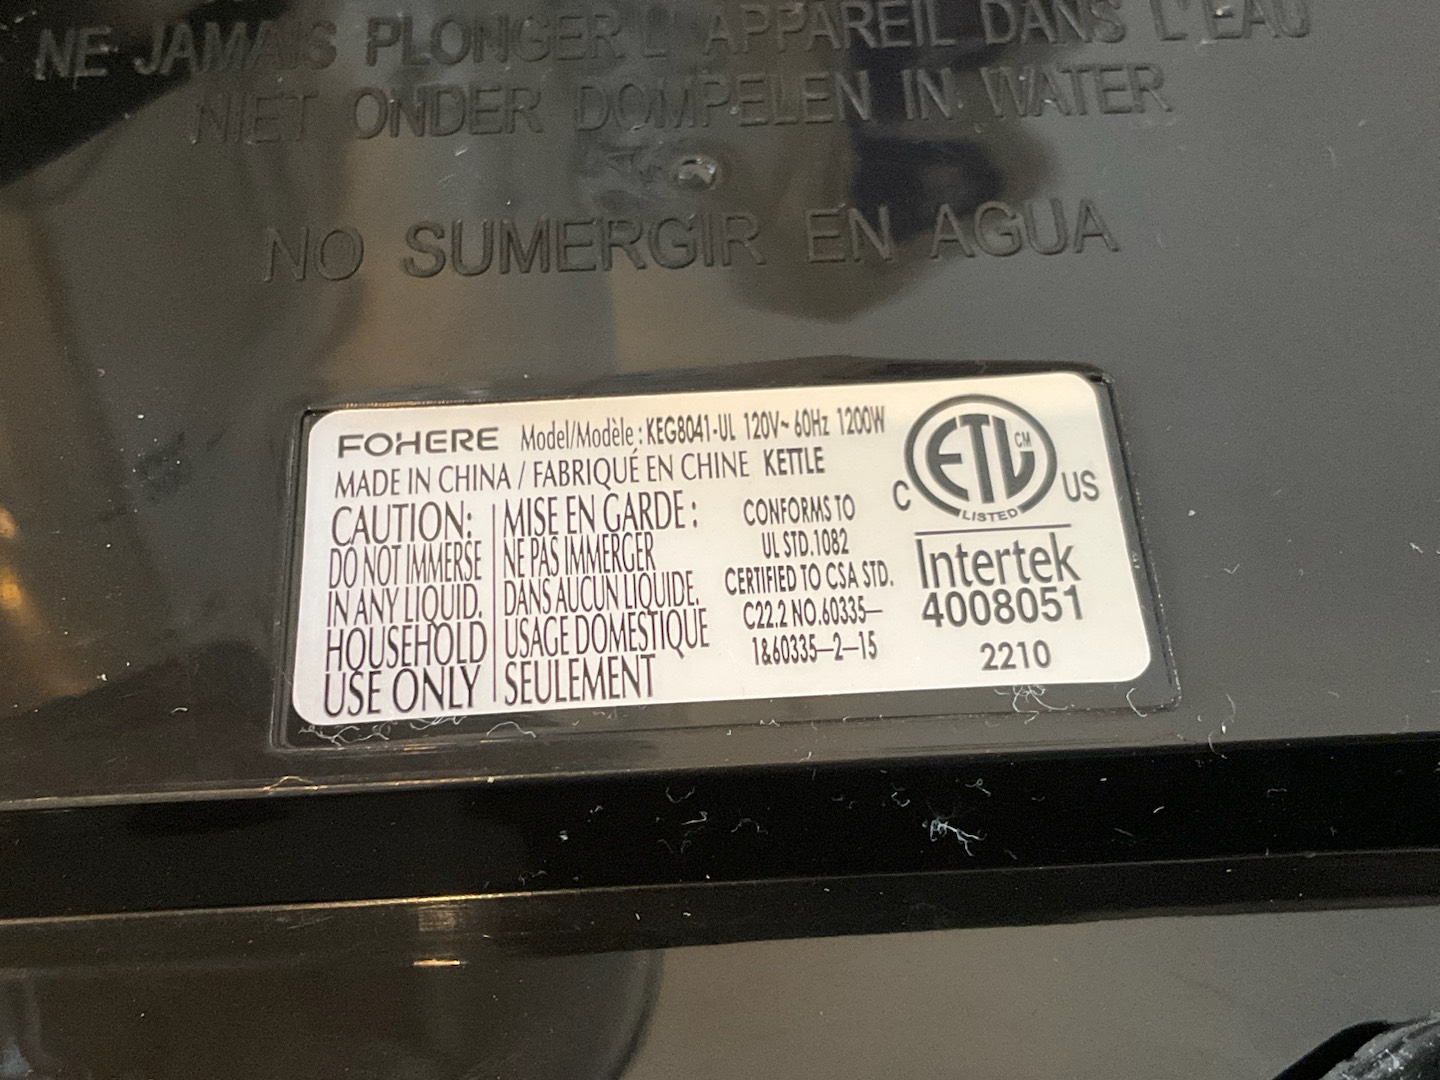 NE JAMAIS PLONGER L'APPAREIL DANS L'EAU
NIET ONDER DOMPELEN IN WATER
NO SUMERGIR EN AGUA
FOHERE Model/Modèle : KEG8041-UL 120V~ 60Hz 1200W
MADE IN CHINA / FABRIQUÉ EN CHINE KETTLE
CAUTION:
DO NOT IMMERSE
IN ANY LIQUID.
HOUSEHOLD
USE ONLY
MISE EN GARDE :
NE PAS IMMERGER
DANS AUCUN LIQUIDE.
USAGE DOMESTIQUE
SEULEMENT
CONFORMS TO
UL STD.1082
CERTIFIED TO CSA STD.
C22.2 NO.60335-
1&60335-2-15
ETL CM
C US
LISTED
Intertek
4008051
2210